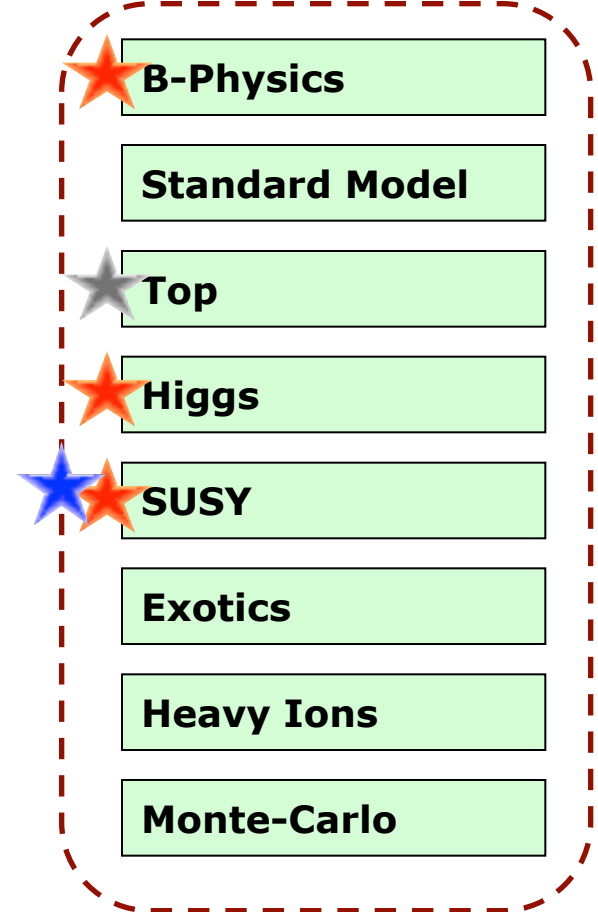 B-Physics
Standard Model
Top
Higgs
SUSY
Exotics
Heavy Ions
Monte-Carlo